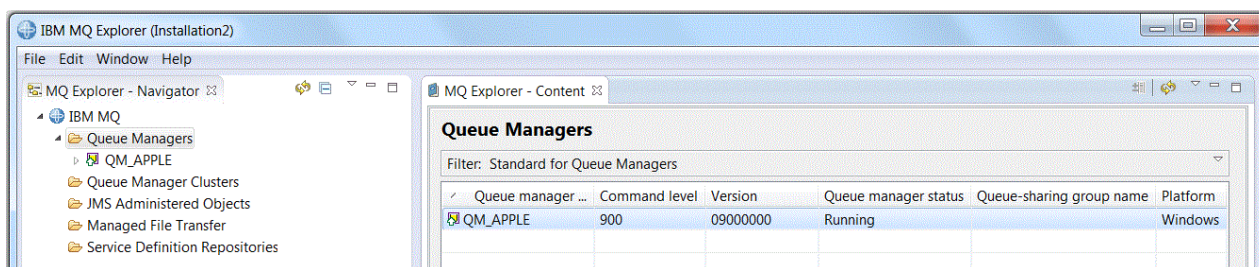 IBM MQ Explorer (Installation2)
File Edit Window Help
MQ Explorer - Navigator
MQ Explorer - Content
IBM MQ
Queue Managers
QM_APPLE
Queue Manager Clusters
JMS Administered Objects
Managed File Transfer
Service Definition Repositories
Queue Managers
Filter: Standard for Queue Managers
Queue manager ... Command level Version Queue manager status Queue-sharing group name Platform
QM_APPLE 900 09000000 Running Windows